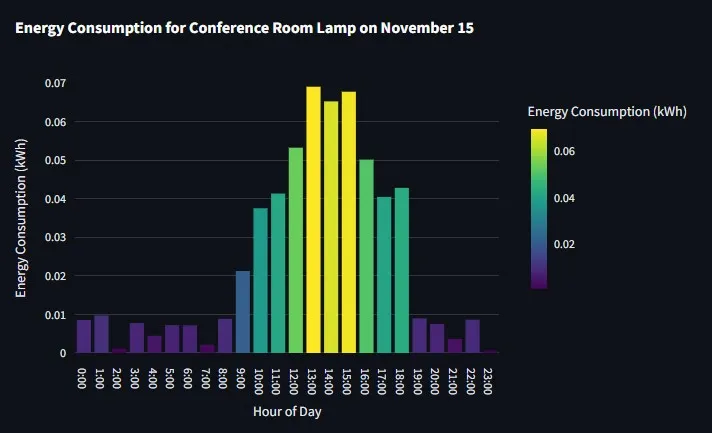 Energy Consumption for Conference Room Lamp on November 15
Energy Consumption (kWh)
0.07
0.06
0.05
0.04
0.03
0.02
0.01
0
0:00 1:00 2:00 3:00 4:00 5:00 6:00 7:00 8:00 9:00 10:00 11:00 12:00 13:00 14:00 15:00 16:00 17:00 18:00 19:00 20:00 21:00 22:00 23:00
Hour of Day
Energy Consumption (kWh)
0.06
0.04
0.02